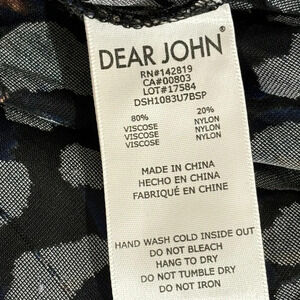 DEAR JOHN®
RN#142819
CA#00803
LOT#17584
DSH1083U7BSP
80% 20%
VISCOSE NYLON
VISCOSE NYLON
VISCOSE NYLON
MADE IN CHINA
HECHO EN CHINA
FABRIQUÉ EN CHINE
HAND WASH COLD INSIDE OUT
DO NOT BLEACH
HANG TO DRY
DO NOT TUMBLE DRY
DO NOT IRON